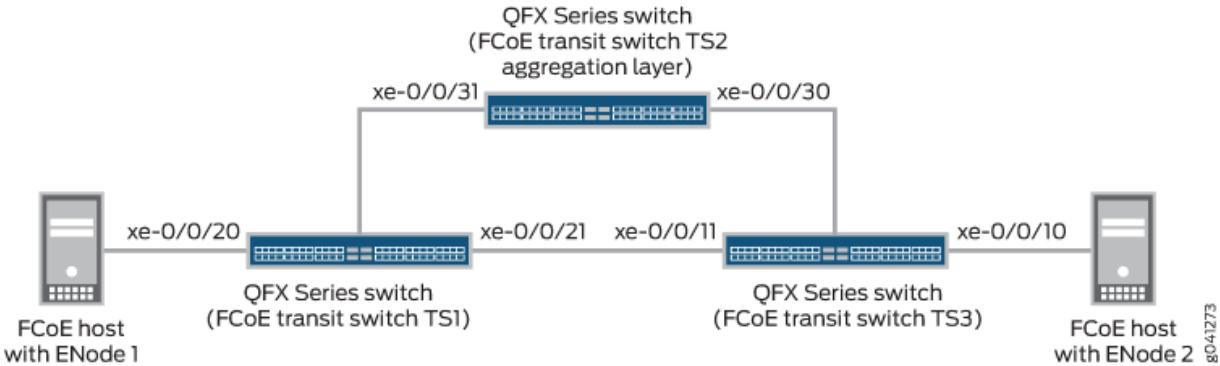 QFX Series switch
(FCoE transit switch TS2
aggregation layer)
xe-0/0/31
xe-0/0/30
xe-0/0/20
xe-0/0/21
xe-0/0/11
xe-0/0/10
QFX Series switch
(FCoE transit switch TS1)
QFX Series switch
(FCoE transit switch TS3)
FCoE host
with ENode 1
FCoE host
with ENode 2
g041273